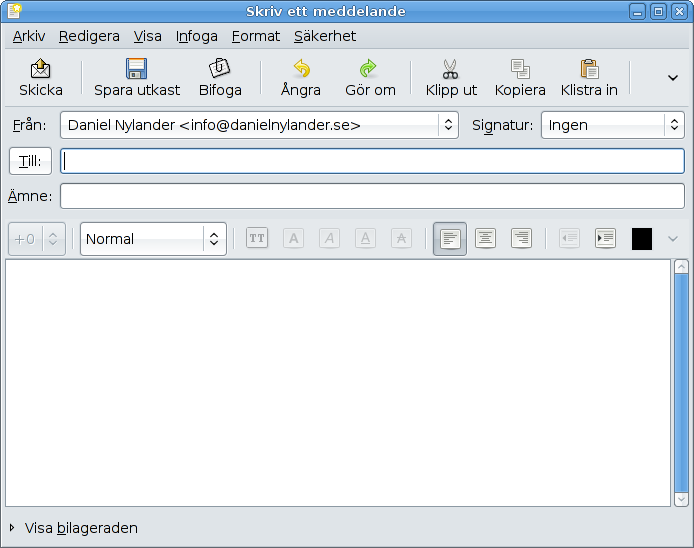 Skriv ett meddelande
Arkiv Redigera Visa Infoga Format Säkerhet
Skicka Spara utkast Bifoga Ångra Gör om Klipp ut Kopiera Klistra in
Från: Daniel Nylander <info@danielnylander.se> Signatur: Ingen
Till:
Ämne:
+0 Normal TT A A A A
Visa bilageraden